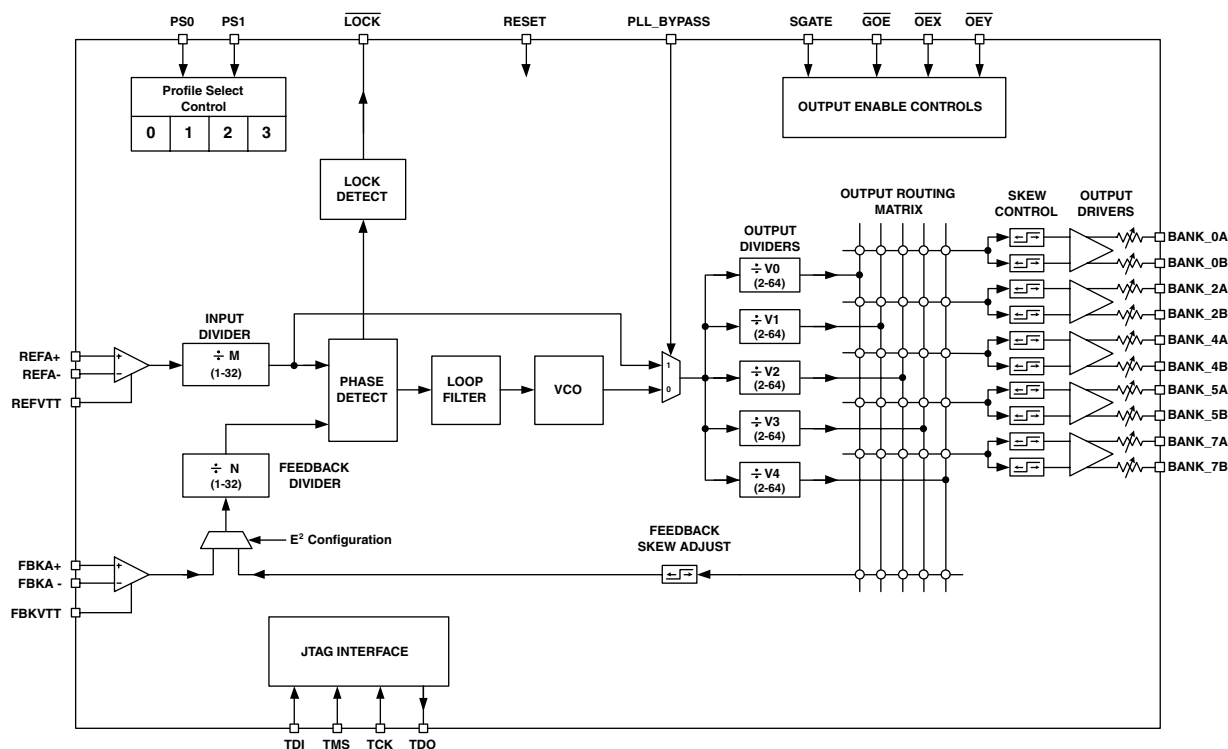 PS0 PS1 LOCK RESET PLL_BYPASS SGATE GOE OEX OEY
Profile Select
Control
0 1 2 3
OUTPUT ENABLE CONTROLS
LOCK
DETECT
OUTPUT ROUTING
MATRIX
SKEW
CONTROL
OUTPUT
DRIVERS
OUTPUT
DIVIDERS
÷ V0
(2-64)
÷ V1
(2-64)
÷ V2
(2-64)
÷ V3
(2-64)
÷ V4
(2-64)
BANK_0A
BANK_0B
BANK_2A
BANK_2B
BANK_4A
BANK_4B
BANK_5A
BANK_5B
BANK_7A
BANK_7B
INPUT
DIVIDER
÷ M
(1-32)
REFA+
REFA-
REFVTT
+
−
PHASE
DETECT
LOOP
FILTER
VCO
1
0
÷ N
(1-32)
FEEDBACK
DIVIDER
E² Configuration
FEEDBACK
SKEW ADJUST
FBKA+
FBKA -
FBKVTT
+
−
JTAG INTERFACE
TDI TMS TCK TDO